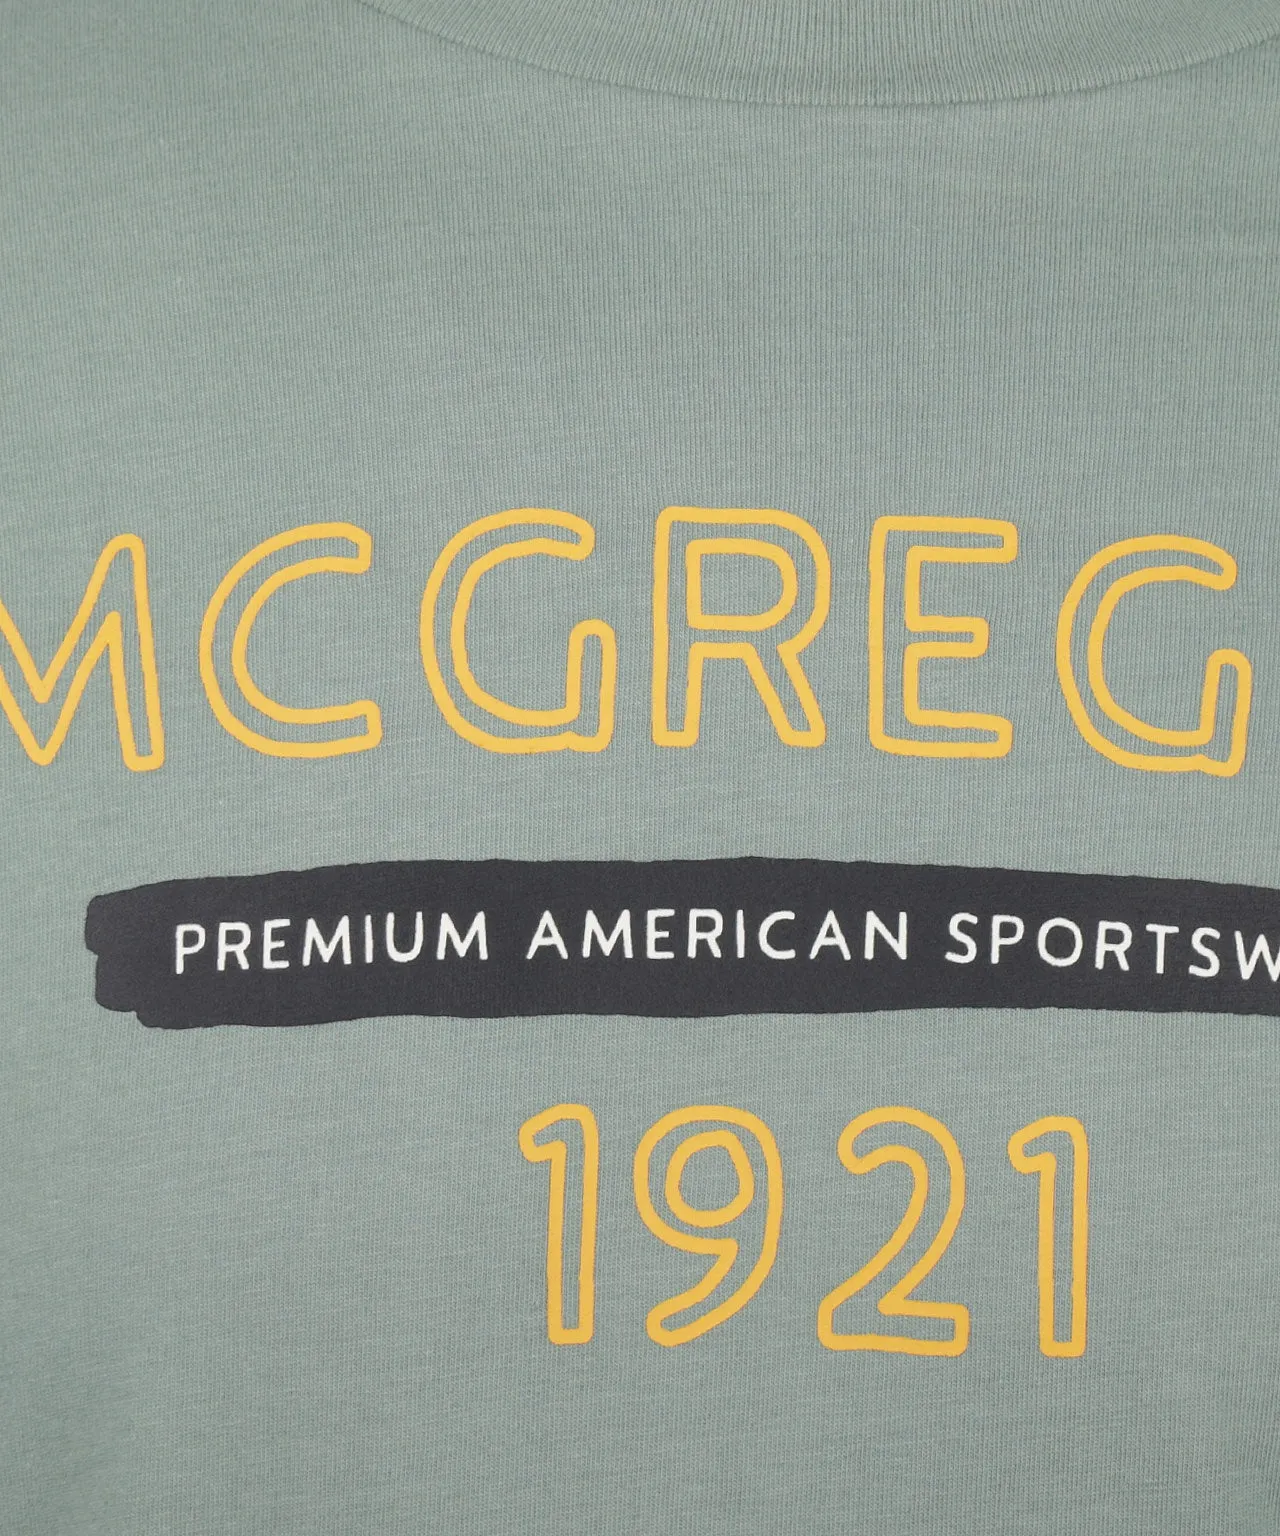 MCGREG
PREMIUM AMERICAN SPORTSW
1921